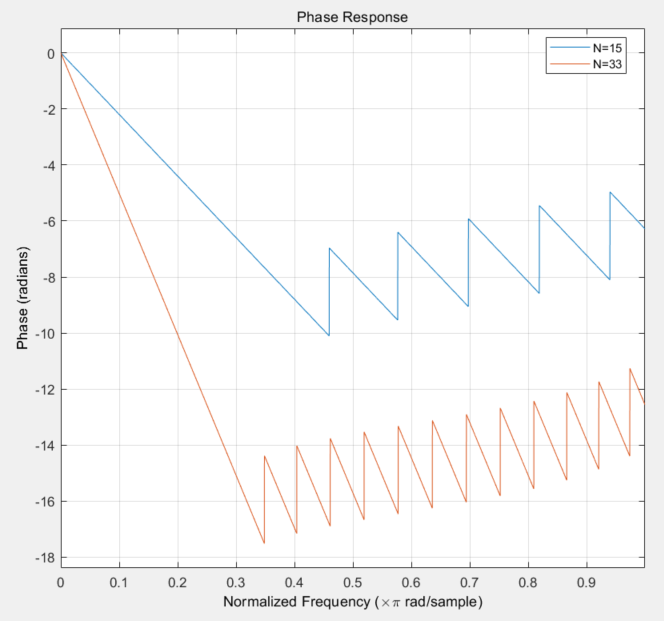 Phase Response
N=15
N=33
0
-2
-4
-6
-8
-10
-12
-14
-16
-18
Phase (radians)
0 0.1 0.2 0.3 0.4 0.5 0.6 0.7 0.8 0.9
Normalized Frequency (×π rad/sample)